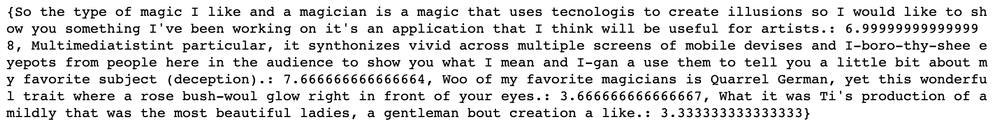 {So the type of magic I like and a magician is a magic that uses tecnologis to create illusions so I would like to sh
ow you something I've been working on it's an application that I think will be useful for artists.: 6.99999999999999
8, Multimediatistint particular, it synthonizes vivid across multiple screens of mobile devises and I-boro-thy-shee e
yepots from people here in the audience to show you what I mean and I-gan a use them to tell you a little bit about m
y favorite subject (deception).: 7.666666666666664, Woo of my favorite magicians is Quarrel German, yet this wonderfu
l trait where a rose bush-woul glow right in front of your eyes.: 3.666666666666667, What it was Ti's production of a
mildly that was the most beautiful ladies, a gentleman bout creation a like.: 3.333333333333333}